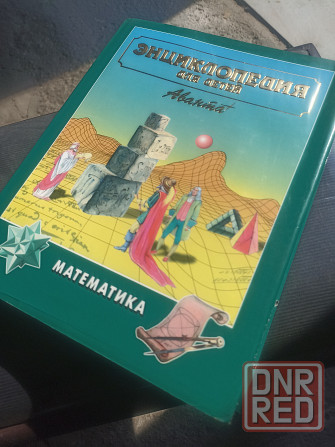 ЭНЦИКЛОПЕДИЯ
ДЛЯ ДЕТЕЙ
Аванта+
МАТЕМАТИКА
DNR
RED